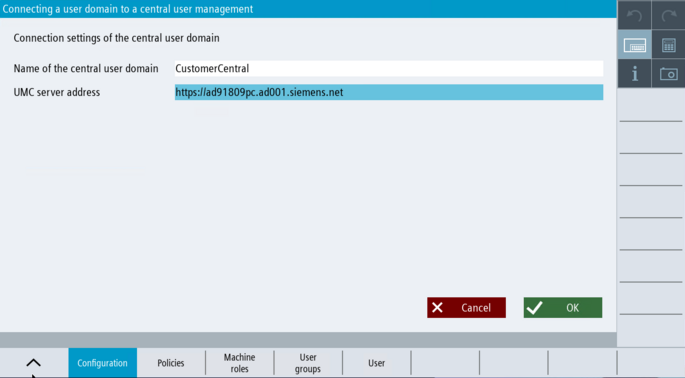 Connecting a user domain to a central user management
Connection settings of the central user domain
Name of the central user domain CustomerCentral
UMC server address https://ad91809pc.ad001.siemens.net
Cancel OK
Configuration Policies Machine roles User groups User